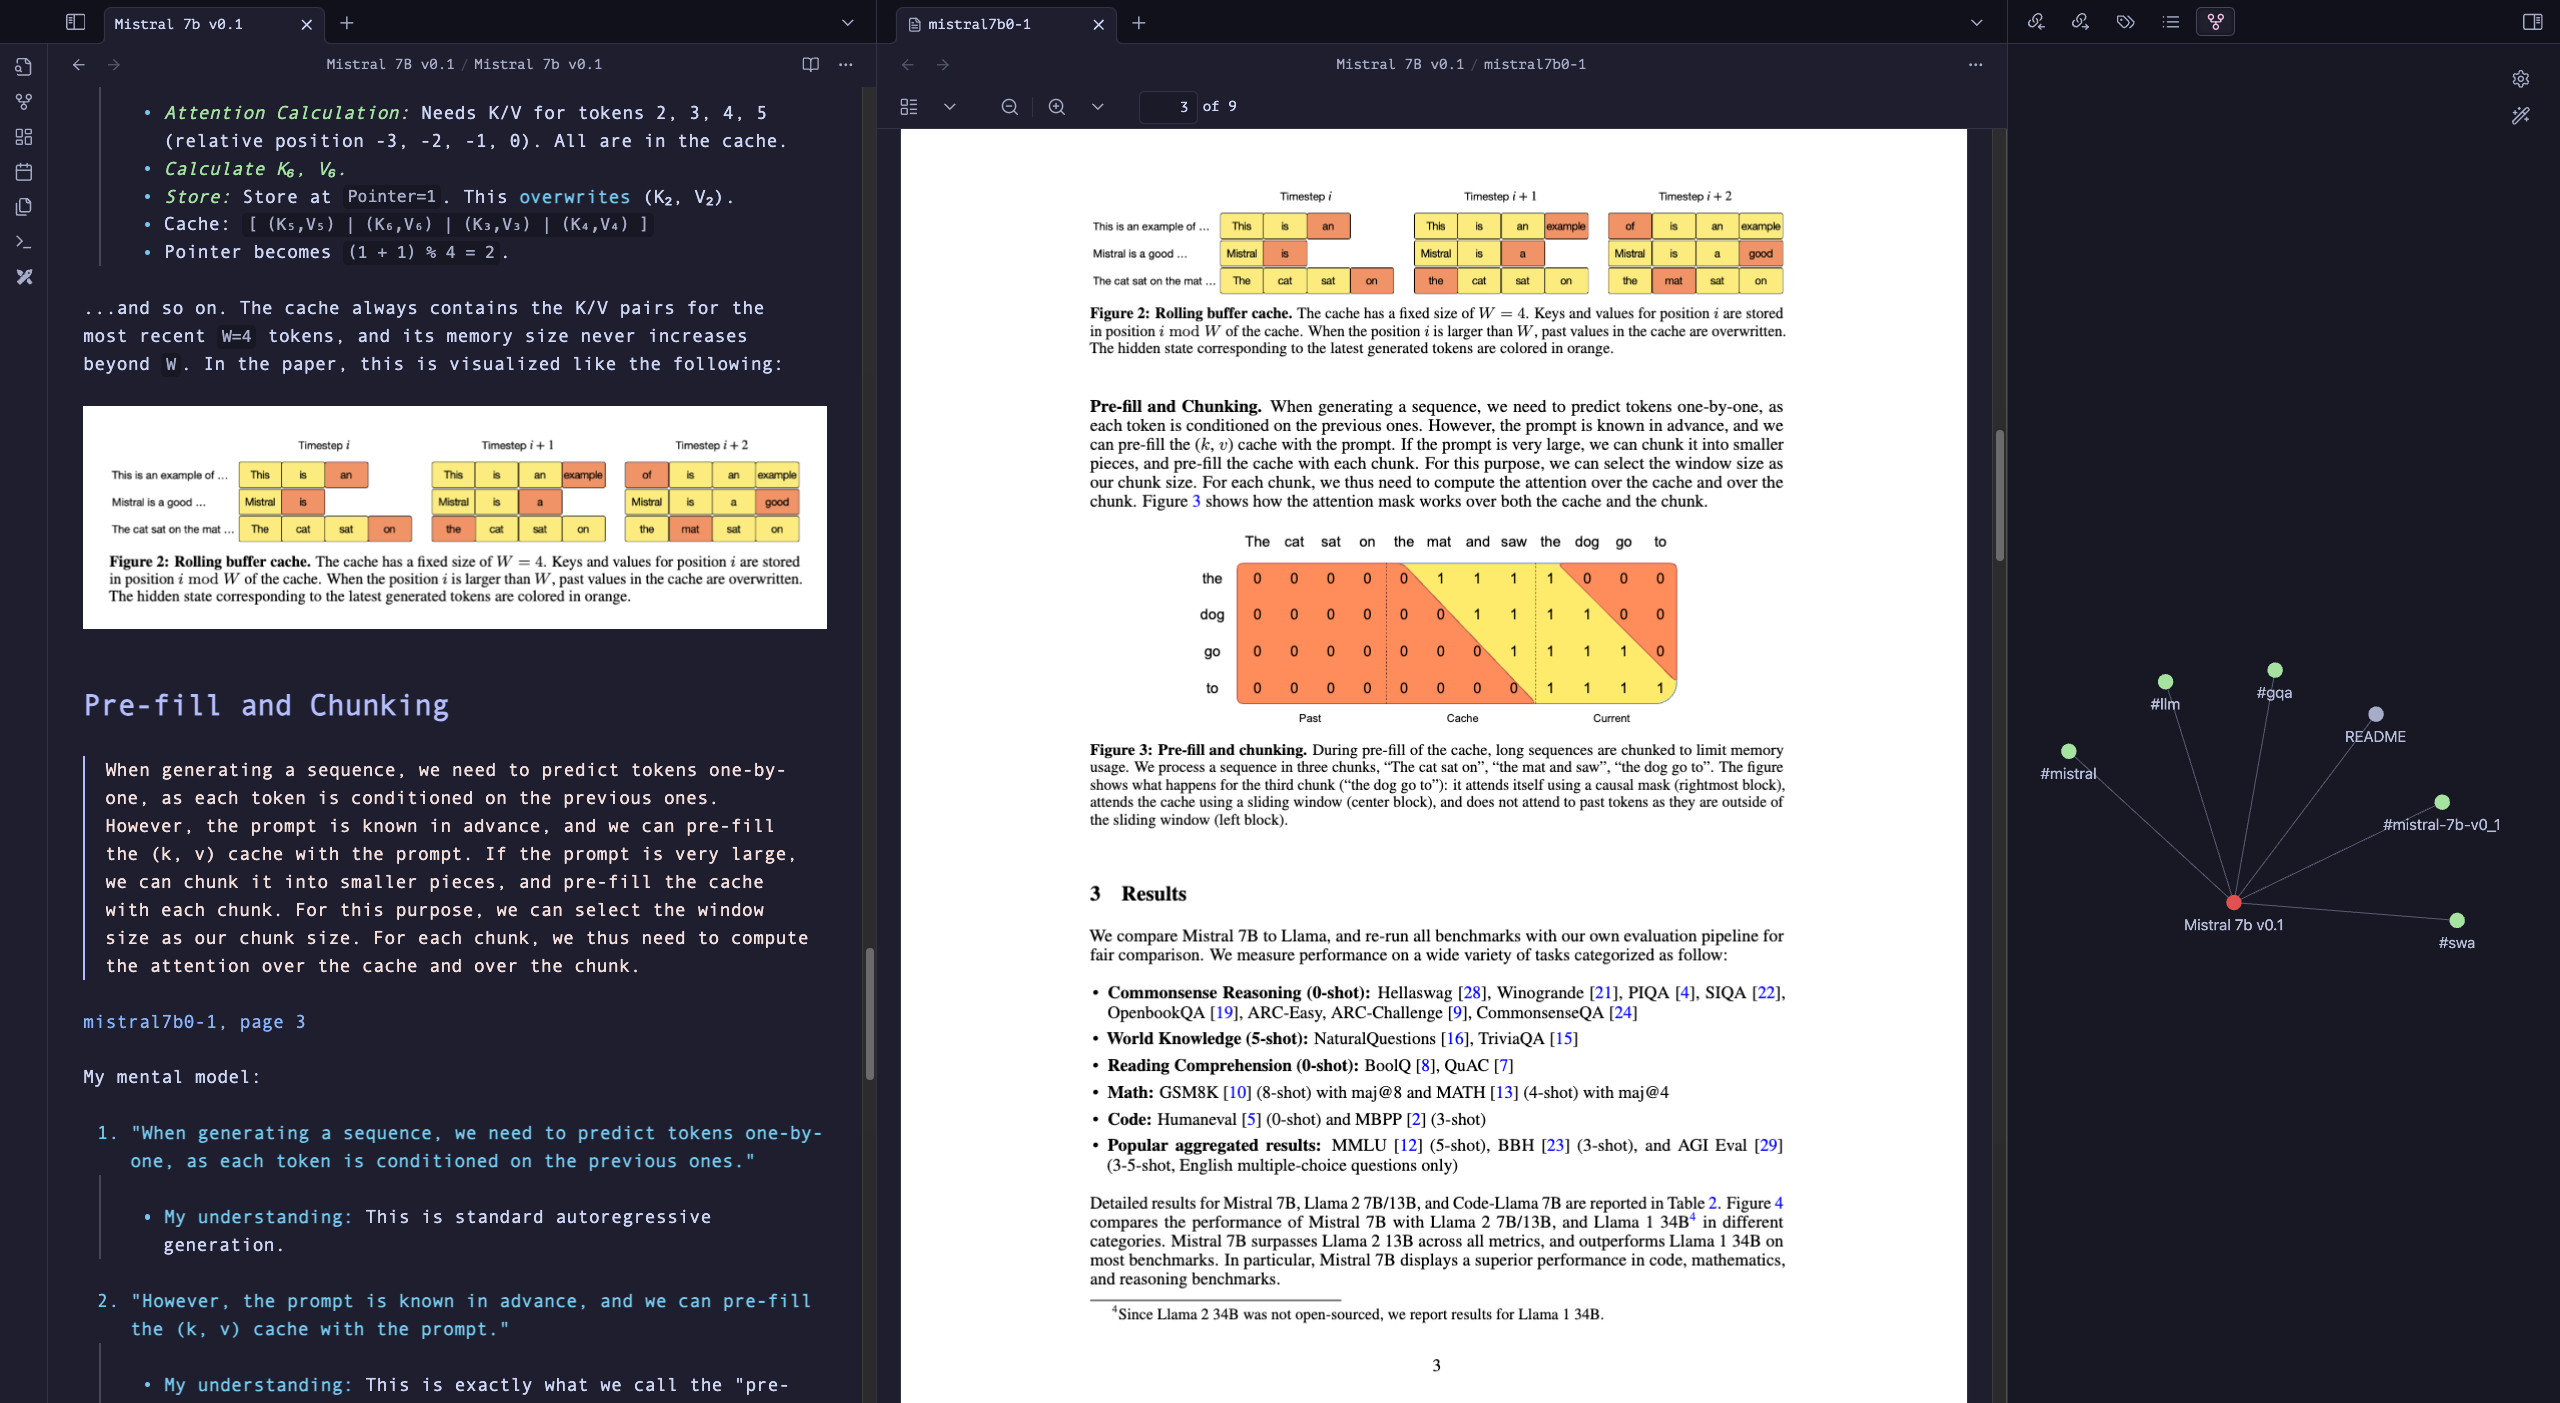 Mistral 7b v0.1
Mistral 7B v0.1 / Mistral 7b v0.1
• Attention Calculation: Needs K/V for tokens 2, 3, 4, 5
(relative position -3, -2, -1, 0). All are in the cache.
• Calculate K₆, V₆.
• Store: Store at Pointer=1. This overwrites (K₂, V₂).
• Cache: [ (K₅,V₅) | (K₆,V₆) | (K₃,V₃) | (K₄,V₄) ]
• Pointer becomes (1 + 1) % 4 = 2.
...and so on. The cache always contains the K/V pairs for the
most recent W=4 tokens, and its memory size never increases
beyond W. In the paper, this is visualized like the following:
Timestep i Timestep i + 1 Timestep i + 2
This is an example of ... This is an This is an example of is an example
Mistral is a good ... Mistral is Mistral is a Mistral is a good
The cat sat on the mat ... The cat sat on the cat sat on the mat sat on
Figure 2: Rolling buffer cache. The cache has a fixed size of W = 4. Keys and values for position i are stored
in position i mod W of the cache. When the position i is larger than W, past values in the cache are overwritten.
The hidden state corresponding to the latest generated tokens are colored in orange.
Pre-fill and Chunking
When generating a sequence, we need to predict tokens one-by-
one, as each token is conditioned on the previous ones.
However, the prompt is known in advance, and we can pre-fill
the (k, v) cache with the prompt. If the prompt is very large,
we can chunk it into smaller pieces, and pre-fill the cache
with each chunk. For this purpose, we can select the window
size as our chunk size. For each chunk, we thus need to compute
the attention over the cache and over the chunk.
mistral7b0-1, page 3
My mental model:
1. "When generating a sequence, we need to predict tokens one-by-
one, as each token is conditioned on the previous ones."
• My understanding: This is standard autoregressive
generation.
2. "However, the prompt is known in advance, and we can pre-fill
the (k, v) cache with the prompt."
• My understanding: This is exactly what we call the "pre-
mistral7b0-1
Mistral 7B v0.1 / mistral7b0-1
3 of 9
Timestep i Timestep i + 1 Timestep i + 2
This is an example of ... This is an This is an example of is an example
Mistral is a good ... Mistral is Mistral is a Mistral is a good
The cat sat on the mat ... The cat sat on the cat sat on the mat sat on
Figure 2: Rolling buffer cache. The cache has a fixed size of W = 4. Keys and values for position i are stored
in position i mod W of the cache. When the position i is larger than W, past values in the cache are overwritten.
The hidden state corresponding to the latest generated tokens are colored in orange.
Pre-fill and Chunking. When generating a sequence, we need to predict tokens one-by-one, as
each token is conditioned on the previous ones. However, the prompt is known in advance, and we
can pre-fill the (k, v) cache with the prompt. If the prompt is very large, we can chunk it into smaller
pieces, and pre-fill the cache with each chunk. For this purpose, we can select the window size as
our chunk size. For each chunk, we thus need to compute the attention over the cache and over the
chunk. Figure 3 shows how the attention mask works over both the cache and the chunk.
The cat sat on the mat and saw the dog go to
the 0 0 0 0 0 1 1 1 1 0 0 0
dog 0 0 0 0 0 0 1 1 1 1 0 0
go 0 0 0 0 0 0 0 1 1 1 1 0
to 0 0 0 0 0 0 0 0 1 1 1 1
Past Cache Current
Figure 3: Pre-fill and chunking. During pre-fill of the cache, long sequences are chunked to limit memory
usage. We process a sequence in three chunks, “The cat sat on”, “the mat and saw”, “the dog go to”. The figure
shows what happens for the third chunk (“the dog go to”): it attends itself using a causal mask (rightmost block),
attends the cache using a sliding window (center block), and does not attend to past tokens as they are outside of
the sliding window (left block).
3 Results
We compare Mistral 7B to Llama, and re-run all benchmarks with our own evaluation pipeline for
fair comparison. We measure performance on a wide variety of tasks categorized as follow:
• Commonsense Reasoning (0-shot): Hellaswag [28], Winogrande [21], PIQA [4], SIQA [22],
OpenbookQA [19], ARC-Easy, ARC-Challenge [9], CommonsenseQA [24]
• World Knowledge (5-shot): NaturalQuestions [16], TriviaQA [15]
• Reading Comprehension (0-shot): BoolQ [8], QuAC [7]
• Math: GSM8K [10] (8-shot) with maj@8 and MATH [13] (4-shot) with maj@4
• Code: Humaneval [5] (0-shot) and MBPP [2] (3-shot)
• Popular aggregated results: MMLU [12] (5-shot), BBH [23] (3-shot), and AGI Eval [29]
(3-5-shot, English multiple-choice questions only)
Detailed results for Mistral 7B, Llama 2 7B/13B, and Code-Llama 7B are reported in Table 2. Figure 4
compares the performance of Mistral 7B with Llama 2 7B/13B, and Llama 1 34B⁴ in different
categories. Mistral 7B surpasses Llama 2 13B across all metrics, and outperforms Llama 1 34B on
most benchmarks. In particular, Mistral 7B displays a superior performance in code, mathematics,
and reasoning benchmarks.
⁴Since Llama 2 34B was not open-sourced, we report results for Llama 1 34B.
3
#gqa
#llm
README
#mistral
#mistral-7b-v0_1
Mistral 7b v0.1
#swa